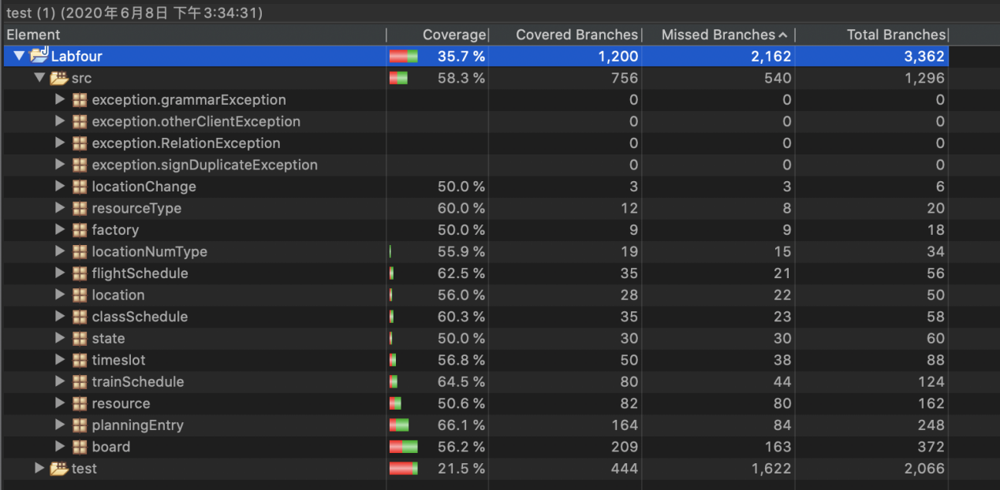 test (1) (2020年6月8日 下午3:34:31)
Element Coverage Covered Branches Missed Branches Total Branches
Labfour 35.7 % 1,200 2,162 3,362
src 58.3 % 756 540 1,296
exception.grammarException 0 0 0
exception.otherClientException 0 0 0
exception.RelationException 0 0 0
exception.signDuplicateException 0 0 0
locationChange 50.0 % 3 3 6
resourceType 60.0 % 12 8 20
factory 50.0 % 9 9 18
locationNumType 55.9 % 19 15 34
flightSchedule 62.5 % 35 21 56
location 56.0 % 28 22 50
classSchedule 60.3 % 35 23 58
state 50.0 % 30 30 60
timeslot 56.8 % 50 38 88
trainSchedule 64.5 % 80 44 124
resource 50.6 % 82 80 162
planningEntry 66.1 % 164 84 248
board 56.2 % 209 163 372
test 21.5 % 444 1,622 2,066